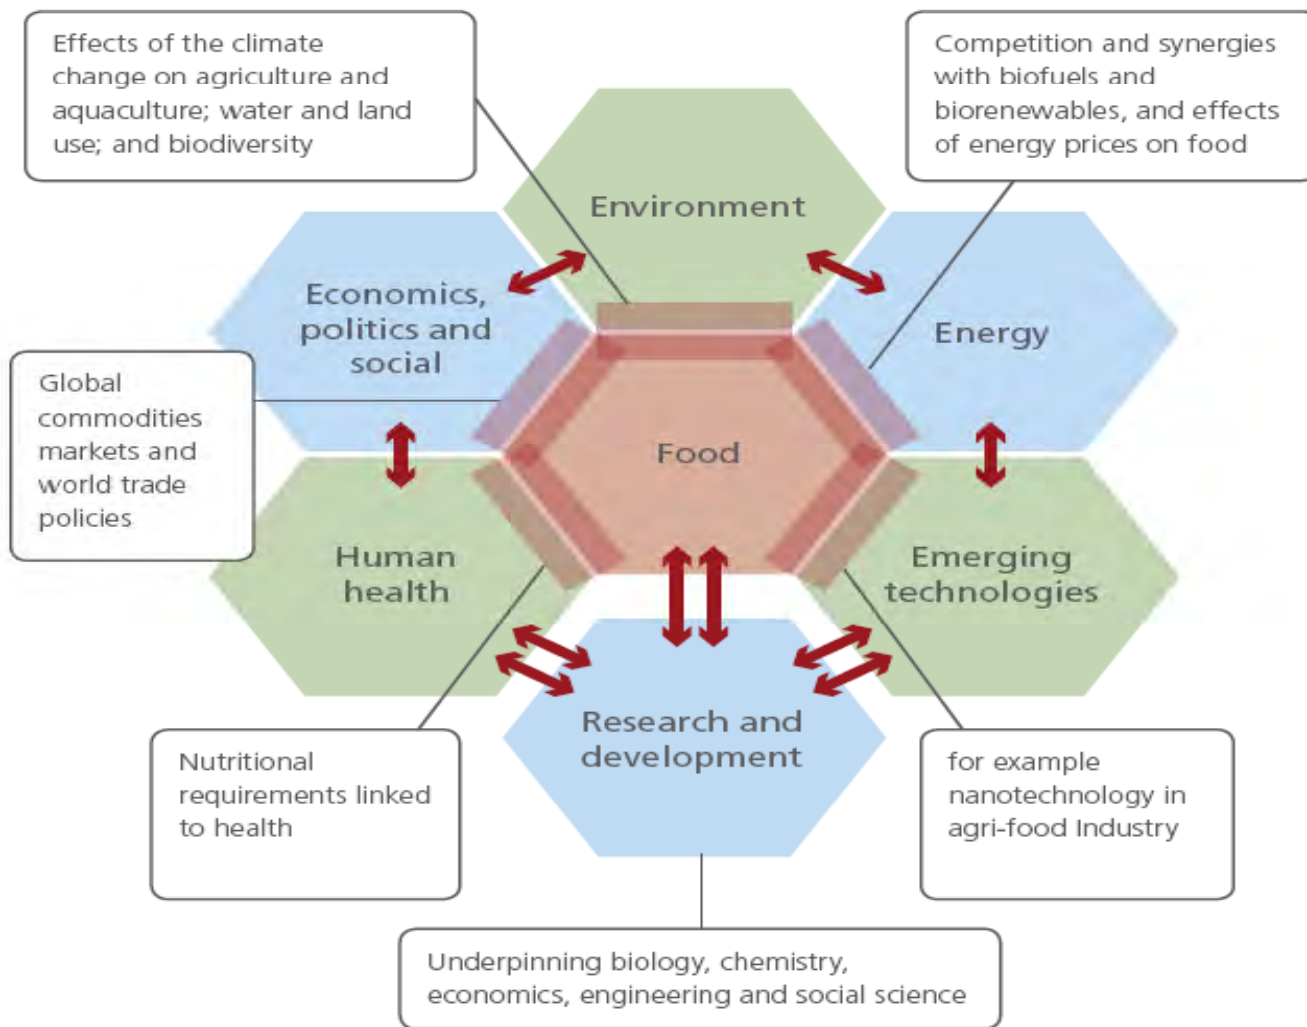 Effects of the climate
change on agriculture and
aquaculture; water and land
use; and biodiversity
Competition and synergies
with biofuels and
biorenewables, and effects
of energy prices on food
Environment
Economics,
politics and
social
Energy
Global
commodities
markets and
world trade
policies
Food
Human
health
Emerging
technologies
Research and
development
Nutritional
requirements linked
to health
for example
nanotechnology in
agri-food Industry
Underpinning biology, chemistry,
economics, engineering and social science